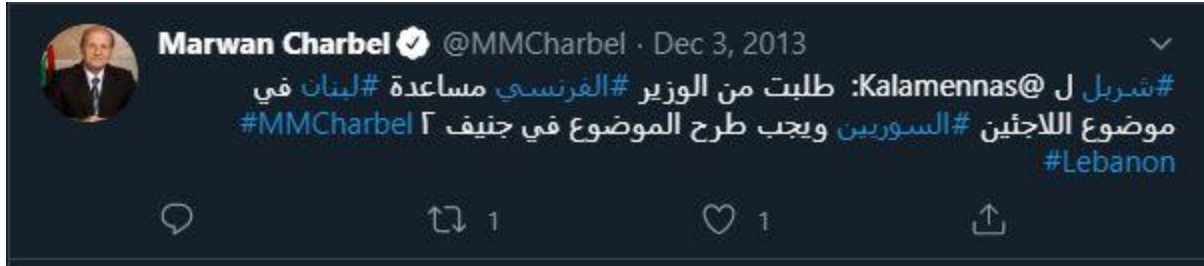 Marwan Charbel @MMCharbel · Dec 3, 2013
#شربل ل @Kalamennas: طلبت من الوزير #الفرنسي مساعدة #لبنان في
موضوع اللاجئين #السوريين ويجب طرح الموضوع في جنيف ٢ #MMCharbel
#Lebanon
1 1